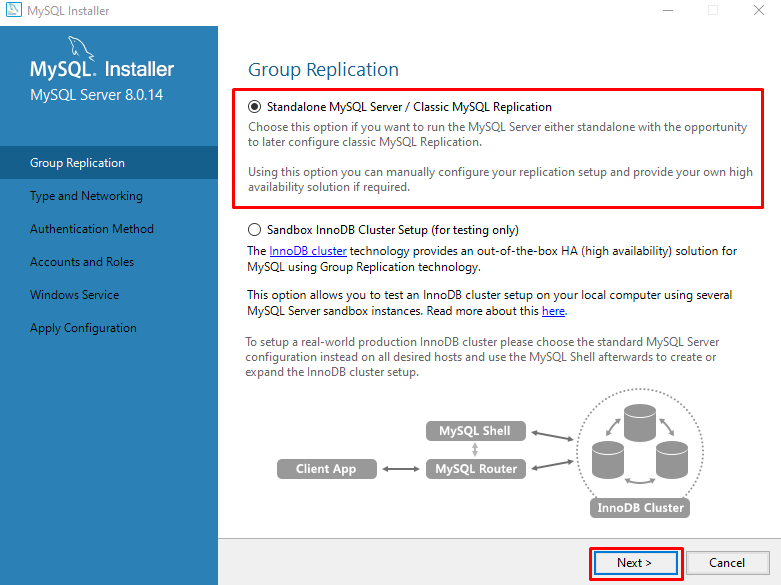 MySQL Installer
MySQL. Installer
MySQL Server 8.0.14
Group Replication
Type and Networking
Authentication Method
Accounts and Roles
Windows Service
Apply Configuration
Group Replication
Standalone MySQL Server / Classic MySQL Replication
Choose this option if you want to run the MySQL Server either standalone with the opportunity
to later configure classic MySQL Replication.
Using this option you can manually configure your replication setup and provide your own high
availability solution if required.
Sandbox InnoDB Cluster Setup (for testing only)
The InnoDB cluster technology provides an out-of-the-box HA (high availability) solution for
MySQL using Group Replication technology.
This option allows you to test an InnoDB cluster setup on your local computer using several
MySQL Server sandbox instances. Read more about this here.
To setup a real-world production InnoDB cluster please choose the standard MySQL Server
configuration instead on all desired hosts and use the MySQL Shell afterwards to create or
expand the InnoDB cluster setup.
MySQL Shell
Client App
MySQL Router
InnoDB Cluster
Next >
Cancel